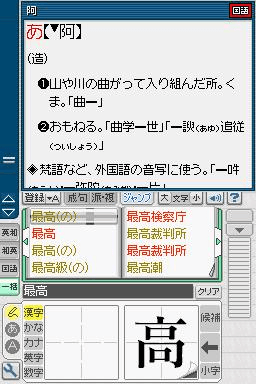 阿 国語
あ【▼阿】
(造)
❶山や川の曲がって入り組んだ所。く
ま。「曲━」
❷おもねる。「曲学━世」「━諛(あゆ)追従
(ついしょう)」
◈梵語など、外国語の音写に使う。「━吽
登録▼A 成句 派・複 ジャンプ 大 文字 小 ?
英和
和英
国語
一括
最高(の)
最高
最高(の)
最高級(の)
最高検察庁
最高裁判所
最高裁判所
最高潮
最高 クリア
漢字
かな
カナ
英字
数字
あ
A
高
候補
小字